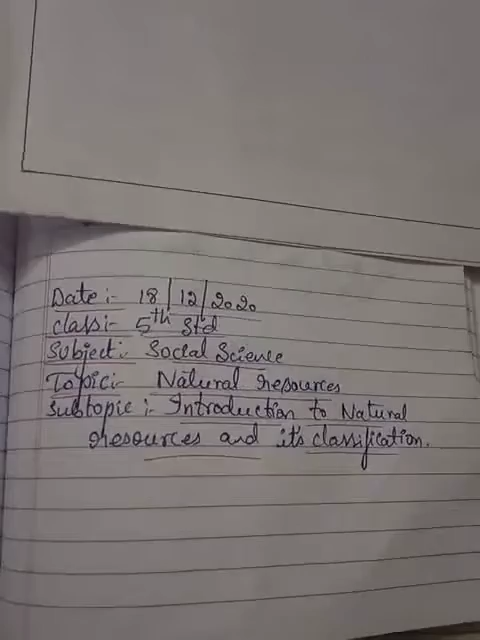 Date :- 18/12/2020
Class :- 5th Std
Subject :- Social Science
Topic :- Natural resources
Subtopic :- Introduction to Natural
resources and it's classification.